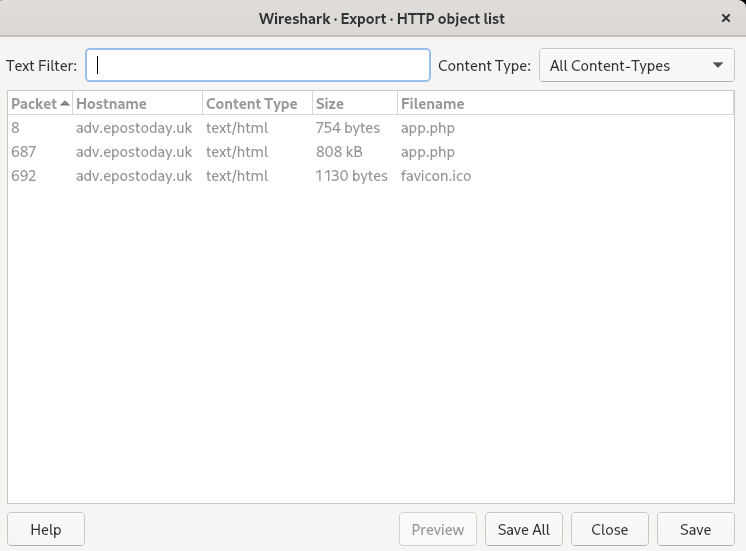 Wireshark · Export · HTTP object list
Text Filter: Content Type: All Content-Types
Packet Hostname Content Type Size Filename
8 adv.epostoday.uk text/html 754 bytes app.php
687 adv.epostoday.uk text/html 808 kB app.php
692 adv.epostoday.uk text/html 1130 bytes favicon.ico
Help Preview Save All Close Save